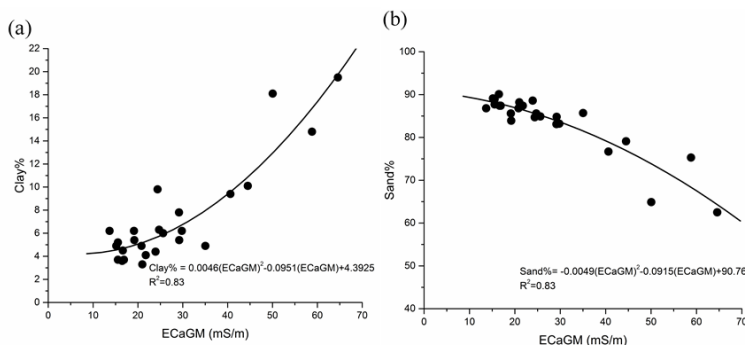 (a)
22
20
18
16
14
12
10
8
6
4
2
0
Clay%
Clay% = 0.0046(ECaGM)²-0.0951(ECaGM)+4.3925
R²=0.83
0 10 20 30 40 50 60 70
ECaGM (mS/m)
(b)
100
90
80
70
60
50
40
Sand%
Sand%= -0.0049(ECaGM)²-0.0915(ECaGM)+90.76
R²=0.83
0 10 20 30 40 50 60 70
ECaGM (mS/m)